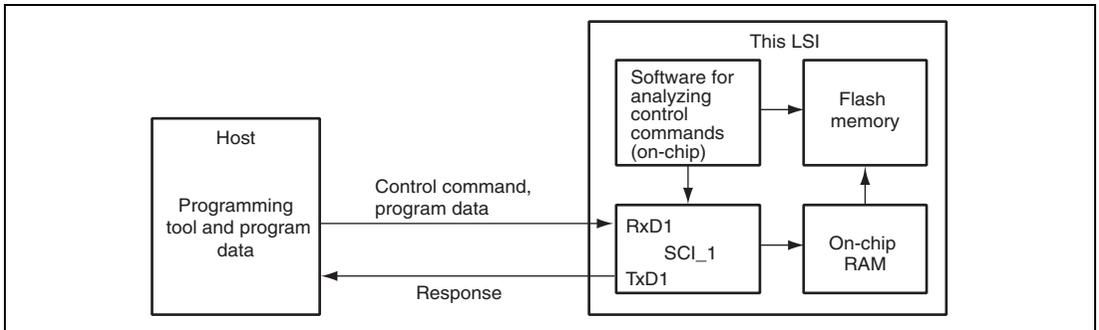 This LSI
Host
Programming
tool and program
data
Control command,
program data
Response
Software for
analyzing
control
commands
(on-chip)
Flash
memory
RxD1
SCI_1
TxD1
On-chip
RAM